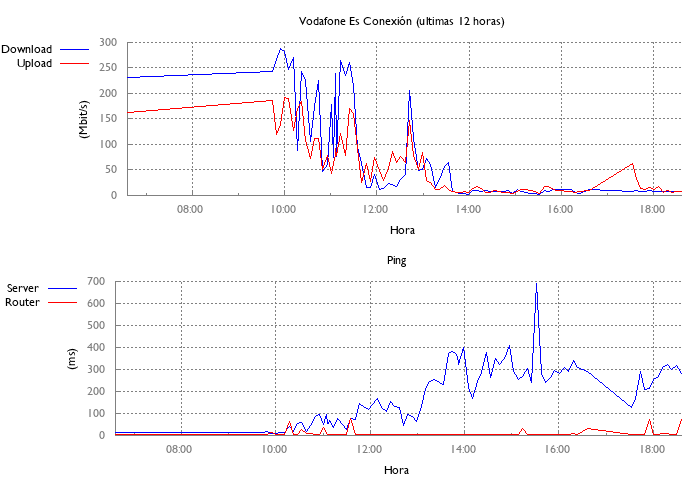 Vodafone Es Conexión (ultimas 12 horas)
Download
Upload
(Mbit/s)
300
250
200
150
100
50
0
08:00 10:00 12:00 14:00 16:00 18:00
Hora
Ping
Server
Router
(ms)
700
600
500
400
300
200
100
0
08:00 10:00 12:00 14:00 16:00 18:00
Hora